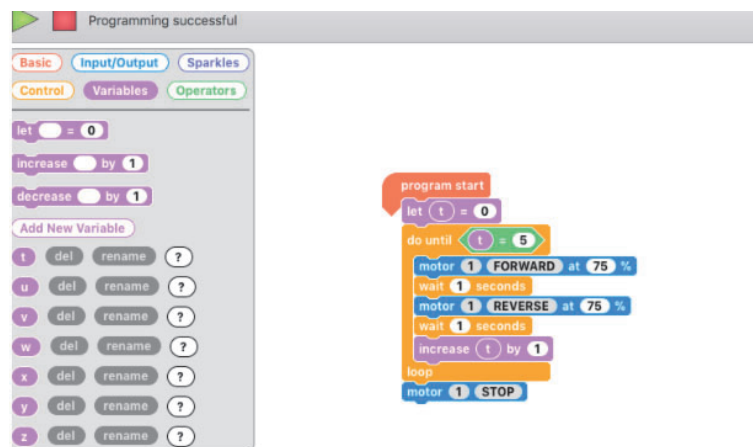 Programming successful
Basic Input/Output Sparkles
Control Variables Operators
let = 0
increase by 1
decrease by 1
Add New Variable
t del rename ?
u del rename ?
v del rename ?
w del rename ?
x del rename ?
y del rename ?
z del rename ?
program start
let t = 0
do until t = 5
motor 1 FORWARD at 75 %
wait 1 seconds
motor 1 REVERSE at 75 %
wait 1 seconds
increase t by 1
loop
motor 1 STOP